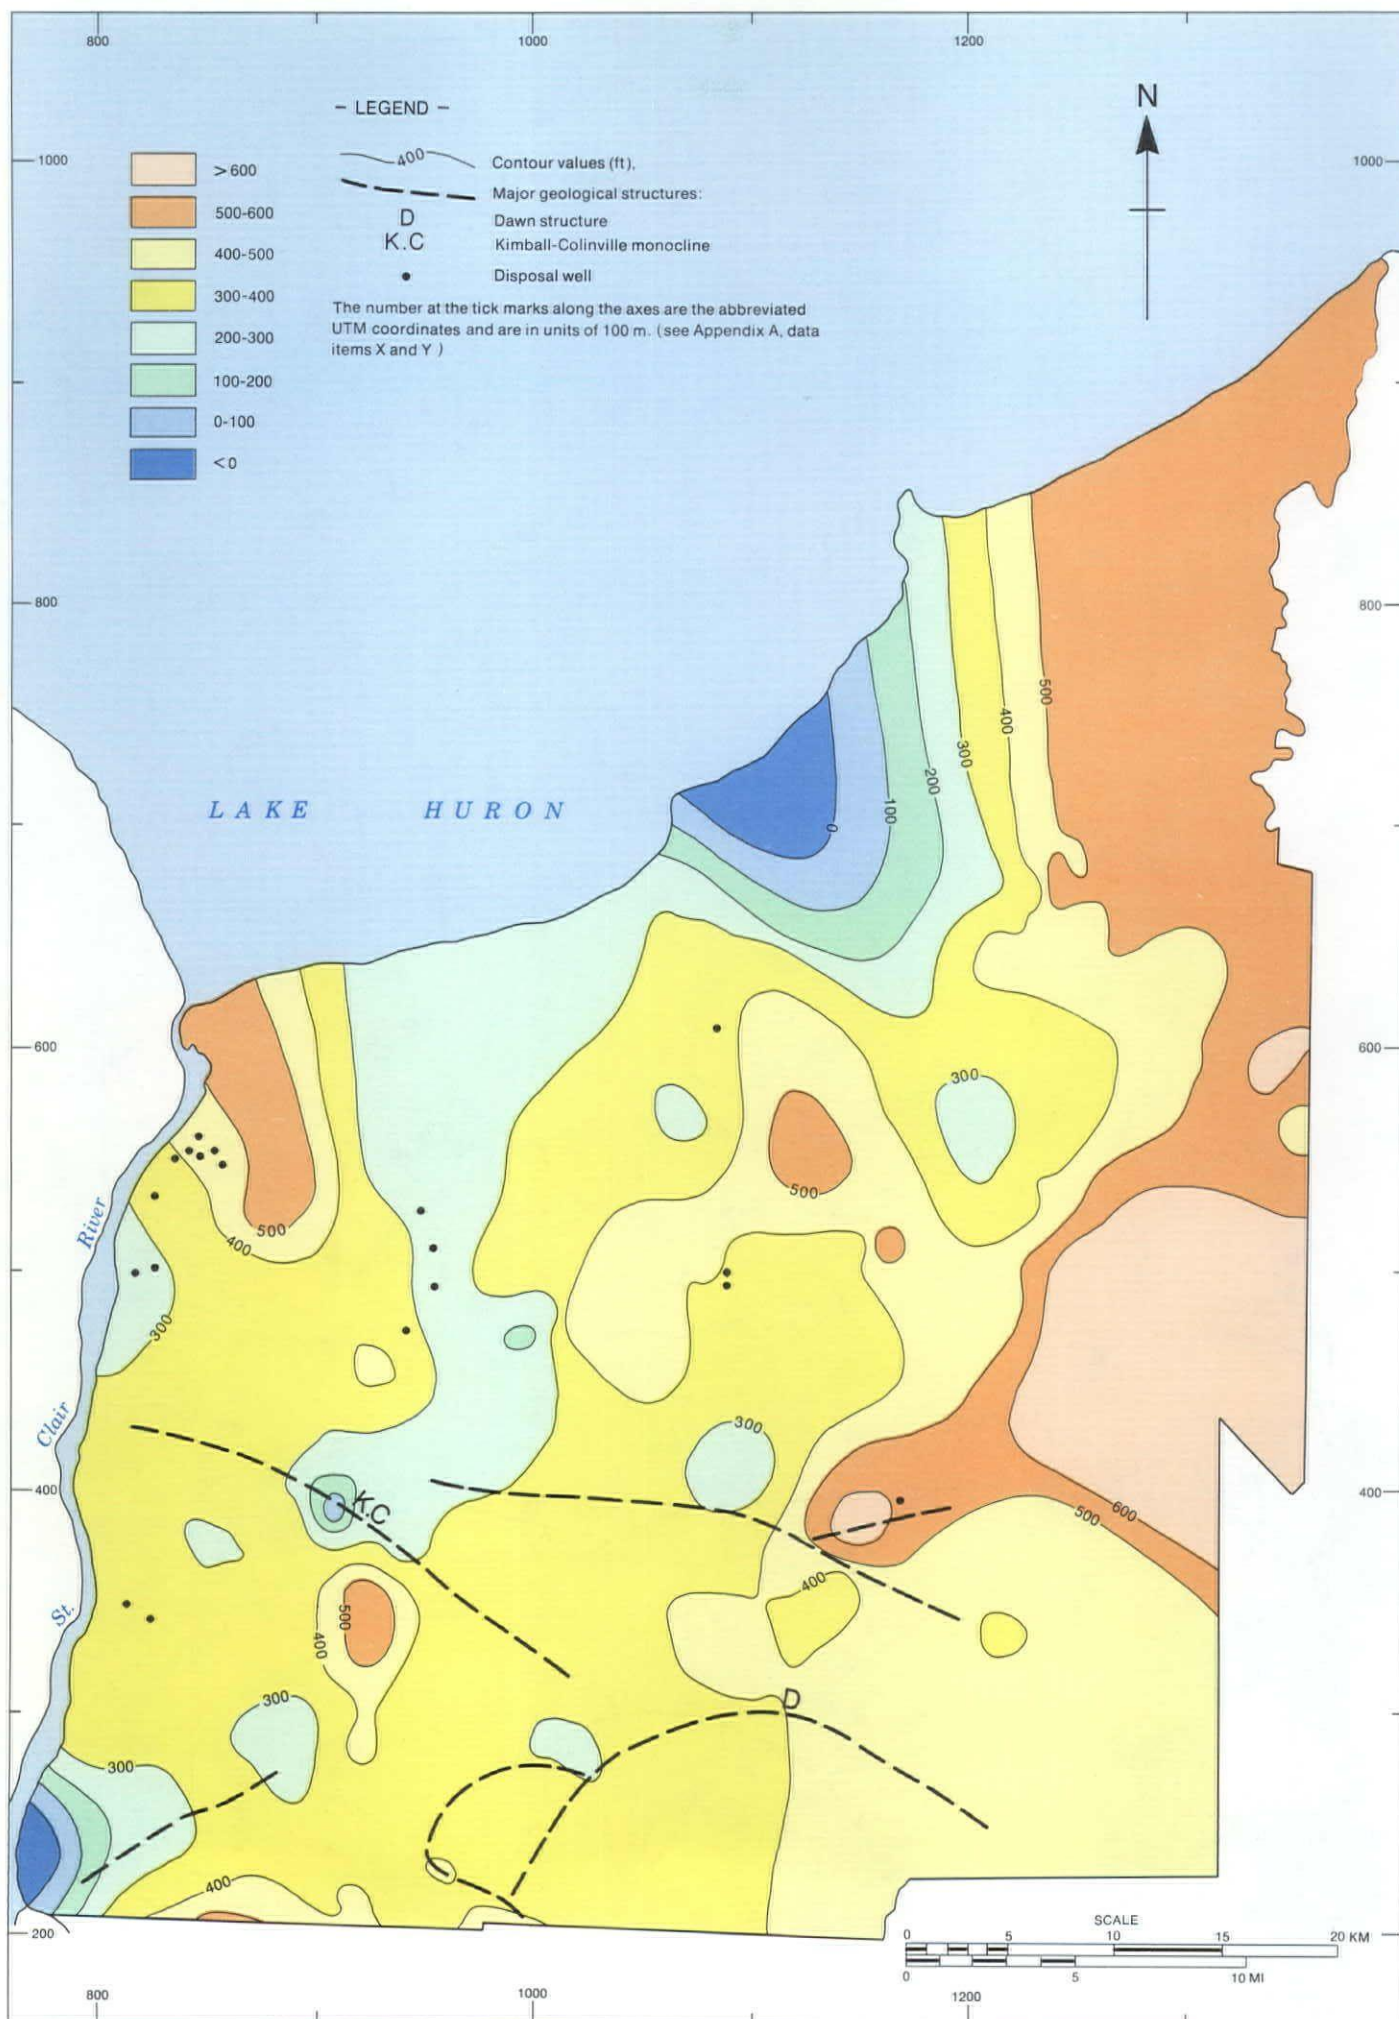 800
1000
1200
N
– LEGEND –
1000
1000
>600
400
Contour values (ft),
Major geological structures:
500-600
D
Dawn structure
K.C
Kimball-Colinville monocline
400-500
Disposal well
300-400
The number at the tick marks along the axes are the abbreviated
UTM coordinates and are in units of 100 m. (see Appendix A, data
items X and Y )
200-300
100-200
0-100
<0
800
800
500
400
300
200
100
0
LAKE HURON
600
600
300
500
500
400
River
300
Clair
300
400
400
K.C
600
500
400
500
400
St.
300
D
300
400
200
SCALE
0 5 10 15 20 KM
0 5 10 MI
800
1000
1200